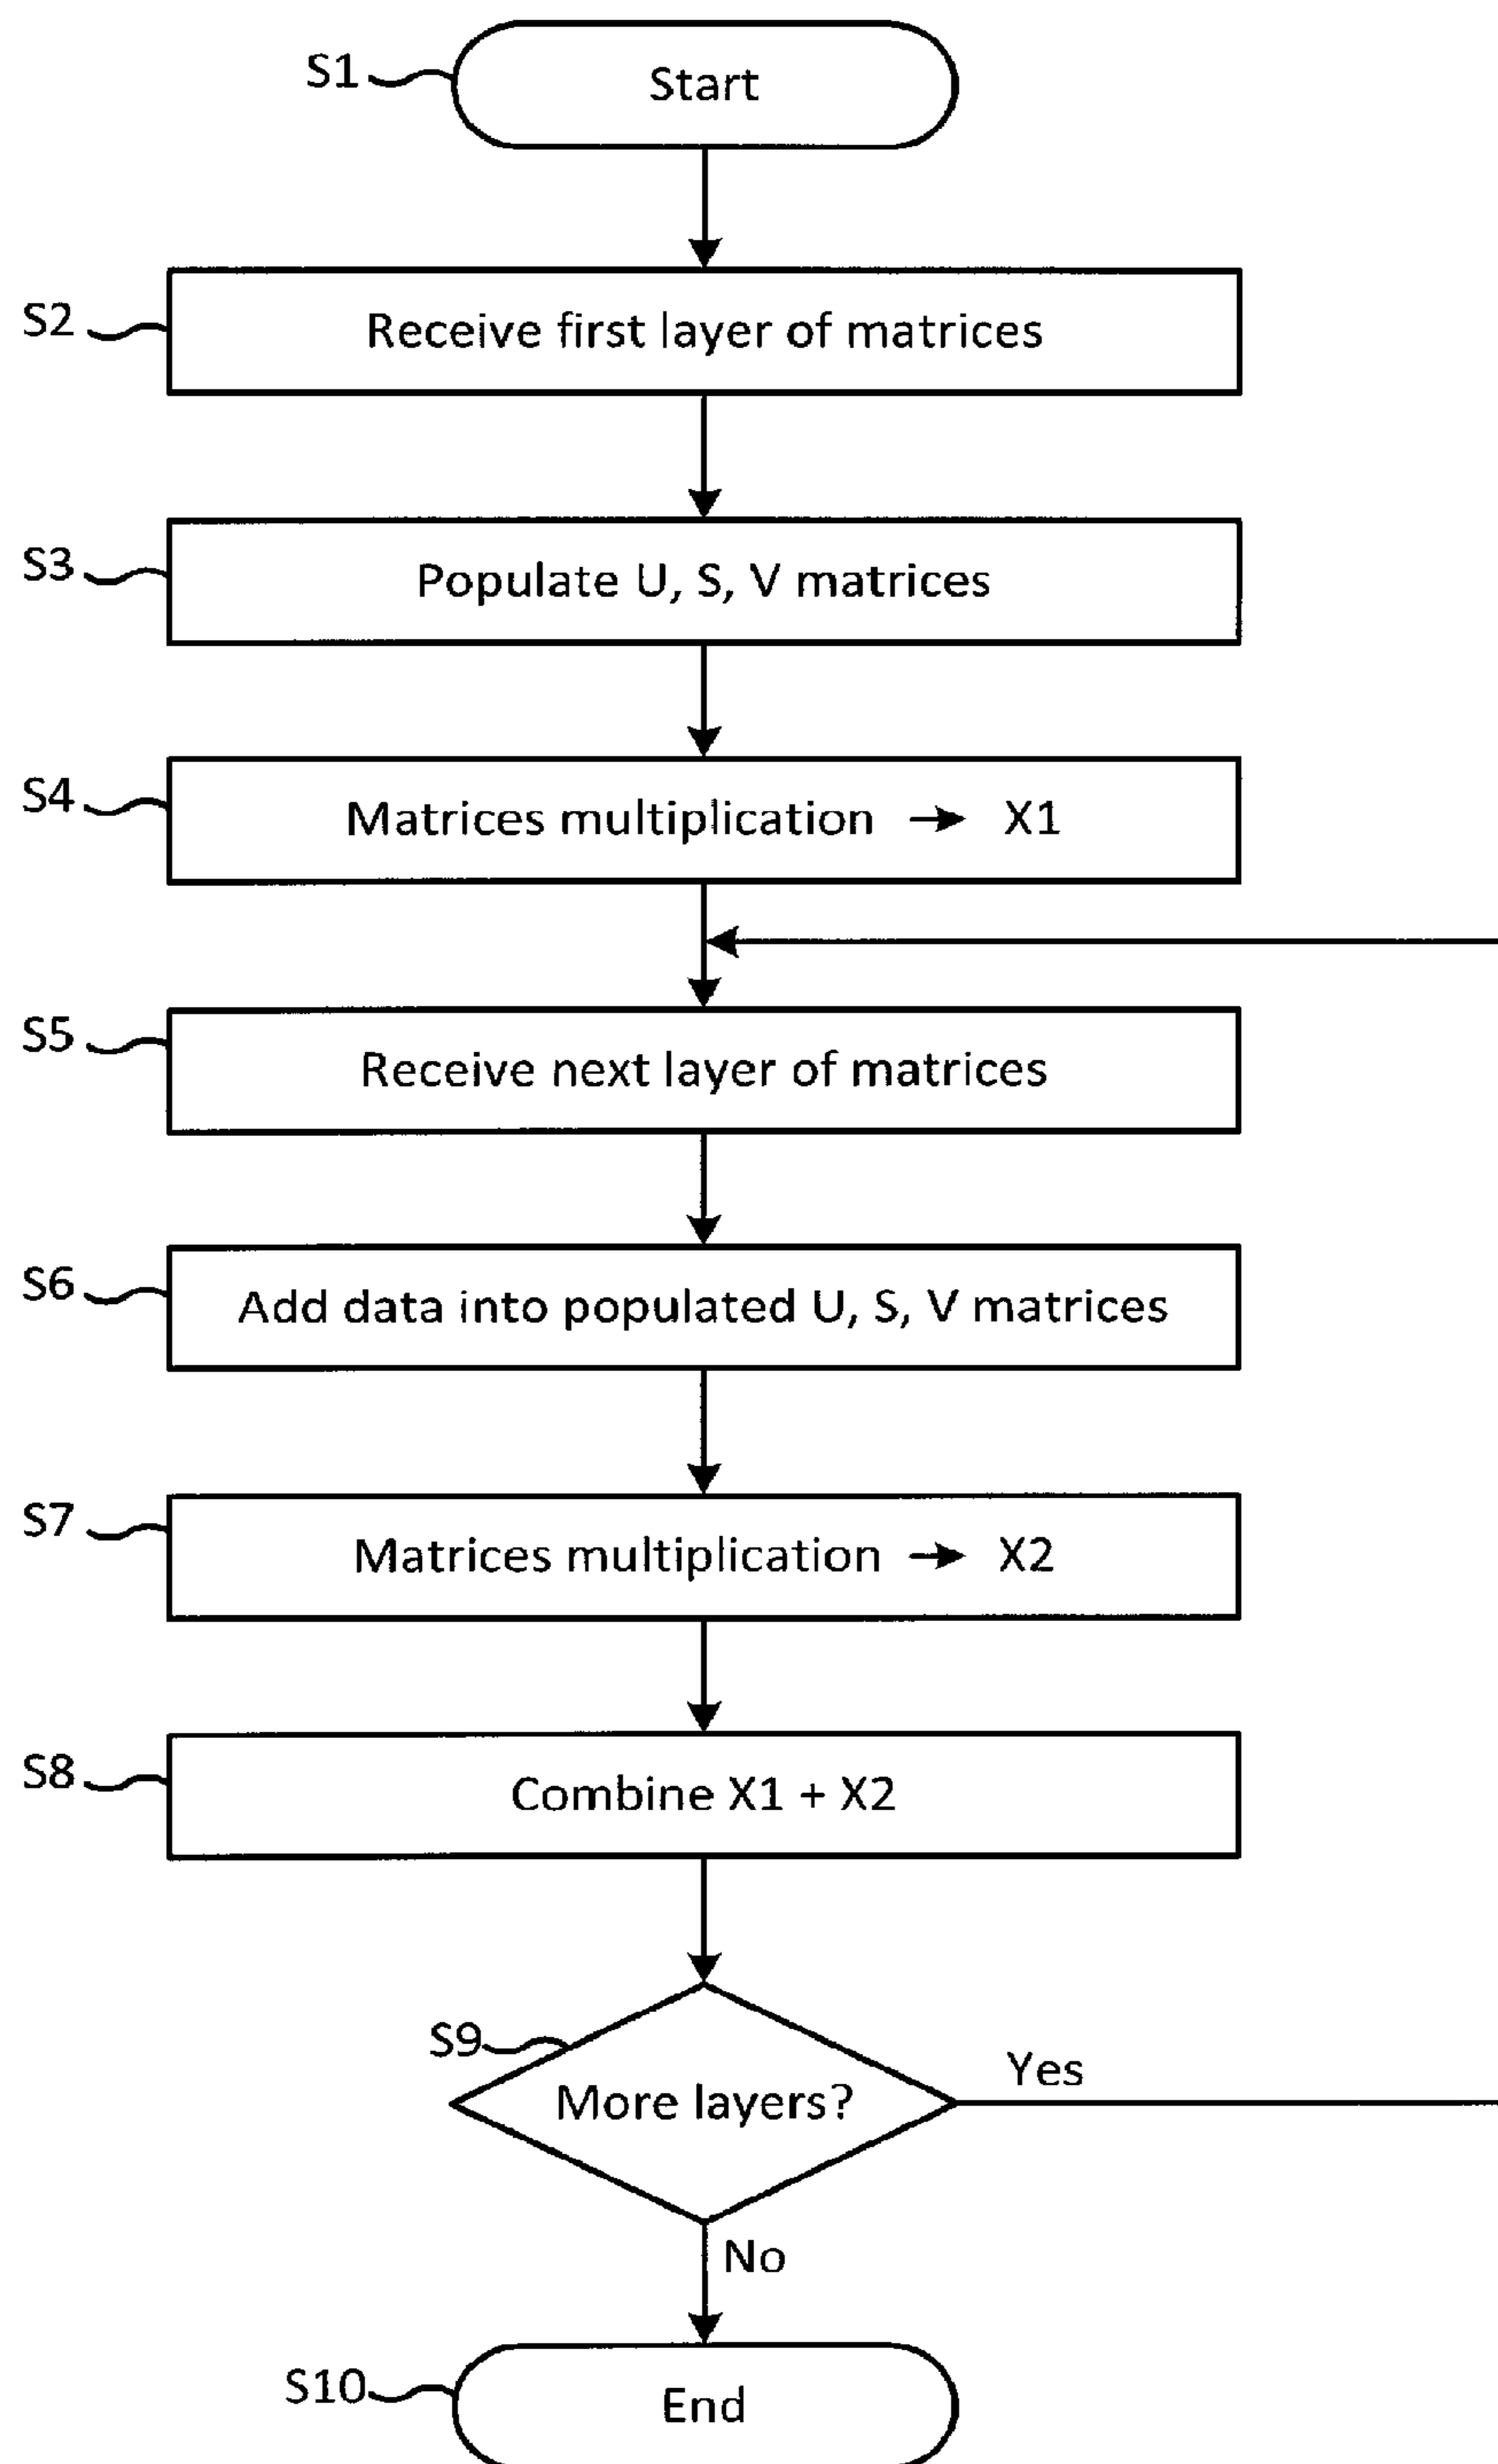 S1
Start
S2
Receive first layer of matrices
S3
Populate U, S, V matrices
S4
Matrices multiplication → X1
S5
Receive next layer of matrices
S6
Add data into populated U, S, V matrices
S7
Matrices multiplication → X2
S8
Combine X1 + X2
S9
More layers?
Yes
No
S10
End